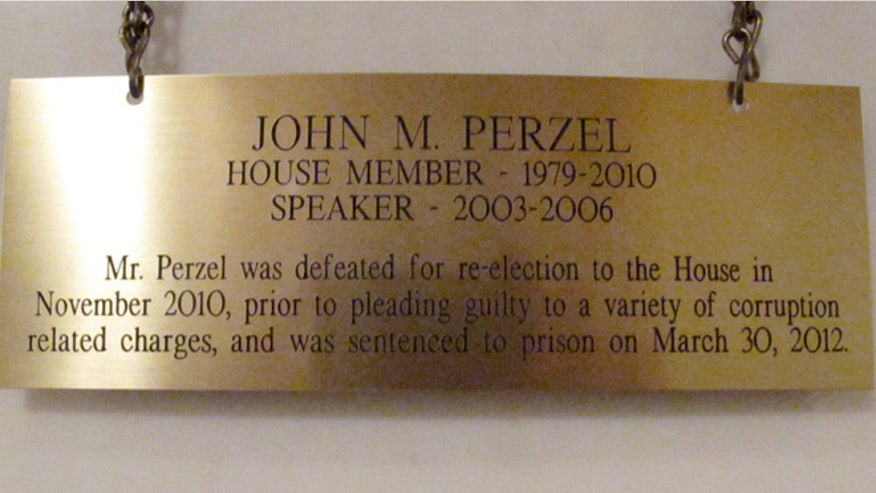 JOHN M. PERZEL
HOUSE MEMBER - 1979-2010
SPEAKER - 2003-2006
Mr. Perzel was defeated for re-election to the House in
November 2010, prior to pleading guilty to a variety of corruption
related charges, and was sentenced to prison on March 30, 2012.